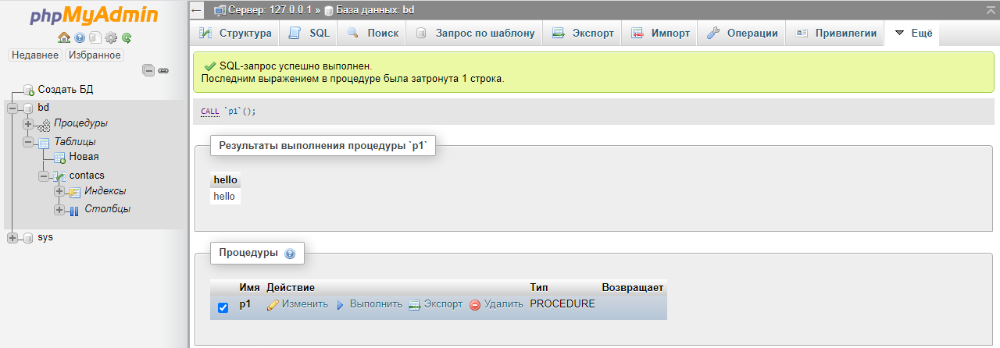 phpMyAdmin
Недавнее Избранное
Создать БД
bd
Процедуры
Таблицы
Новая
contacs
Индексы
Столбцы
sys
Сервер: 127.0.0.1 » База данных: bd
Структура SQL Поиск Запрос по шаблону Экспорт Импорт Операции Привилегии Ещё
SQL-запрос успешно выполнен.
Последним выражением в процедуре была затронута 1 строка.
CALL `p1`();
Результаты выполнения процедуры `p1`
hello
hello
Процедуры
Имя Действие Тип Возвращает
p1 Изменить Выполнить Экспорт Удалить PROCEDURE